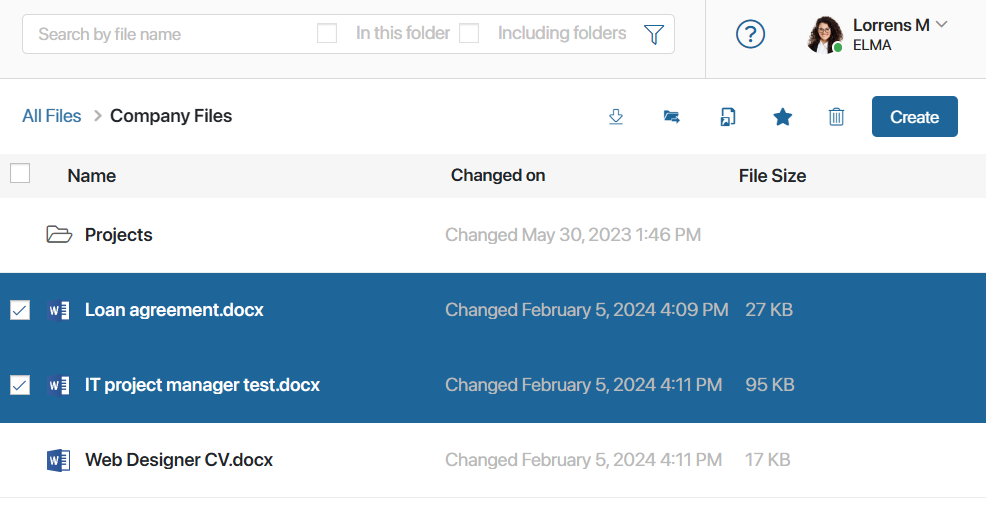 Search by file name In this folder Including folders
? Lorrens M
ELMA
All Files > Company Files Create
Name Changed on File Size
Projects Changed May 30, 2023 1:46 PM
W Loan agreement.docx Changed February 5, 2024 4:09 PM 27 KB
W IT project manager test.docx Changed February 5, 2024 4:11 PM 95 KB
W Web Designer CV.docx Changed February 5, 2024 4:11 PM 17 KB